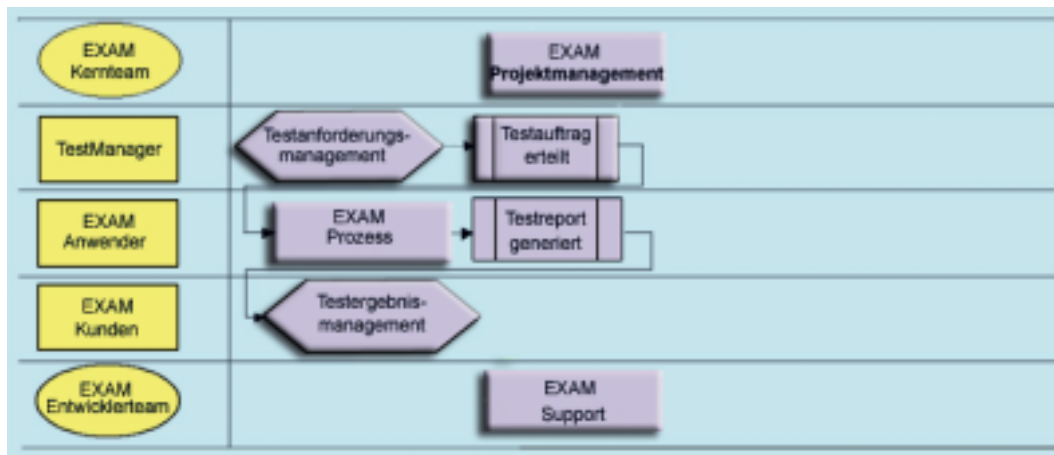 EXAM
Kernteam
EXAM
Projektmanagement
TestManager
Testanforderungs-
management
Testauftrag
erteilt
EXAM
Anwender
EXAM
Prozess
Testreport
generiert
EXAM
Kunden
Testergebnis-
management
EXAM
Entwicklerteam
EXAM
Support